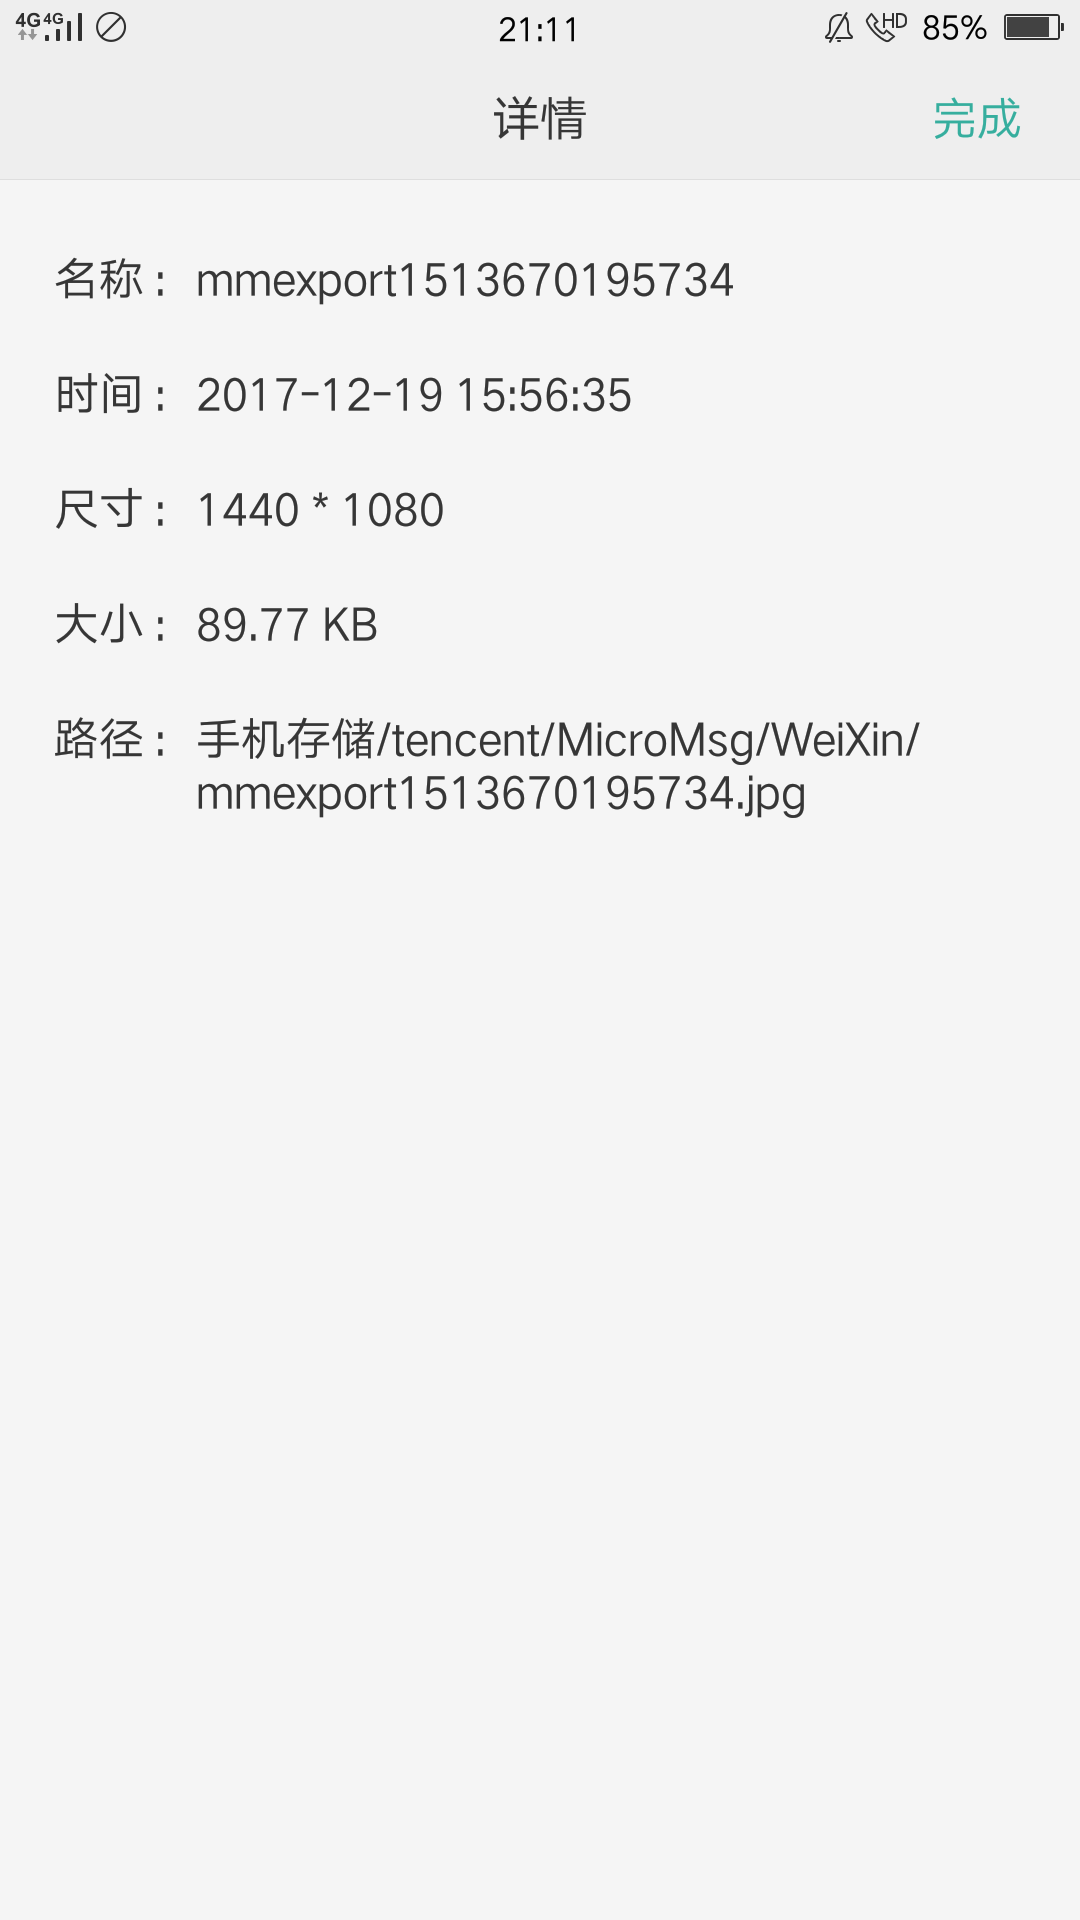 4G 4G 21:11 HD 85%
详情 完成
名称： mmexport1513670195734
时间： 2017-12-19 15:56:35
尺寸： 1440 * 1080
大小： 89.77 KB
路径： 手机存储/tencent/MicroMsg/WeiXin/
mmexport1513670195734.jpg